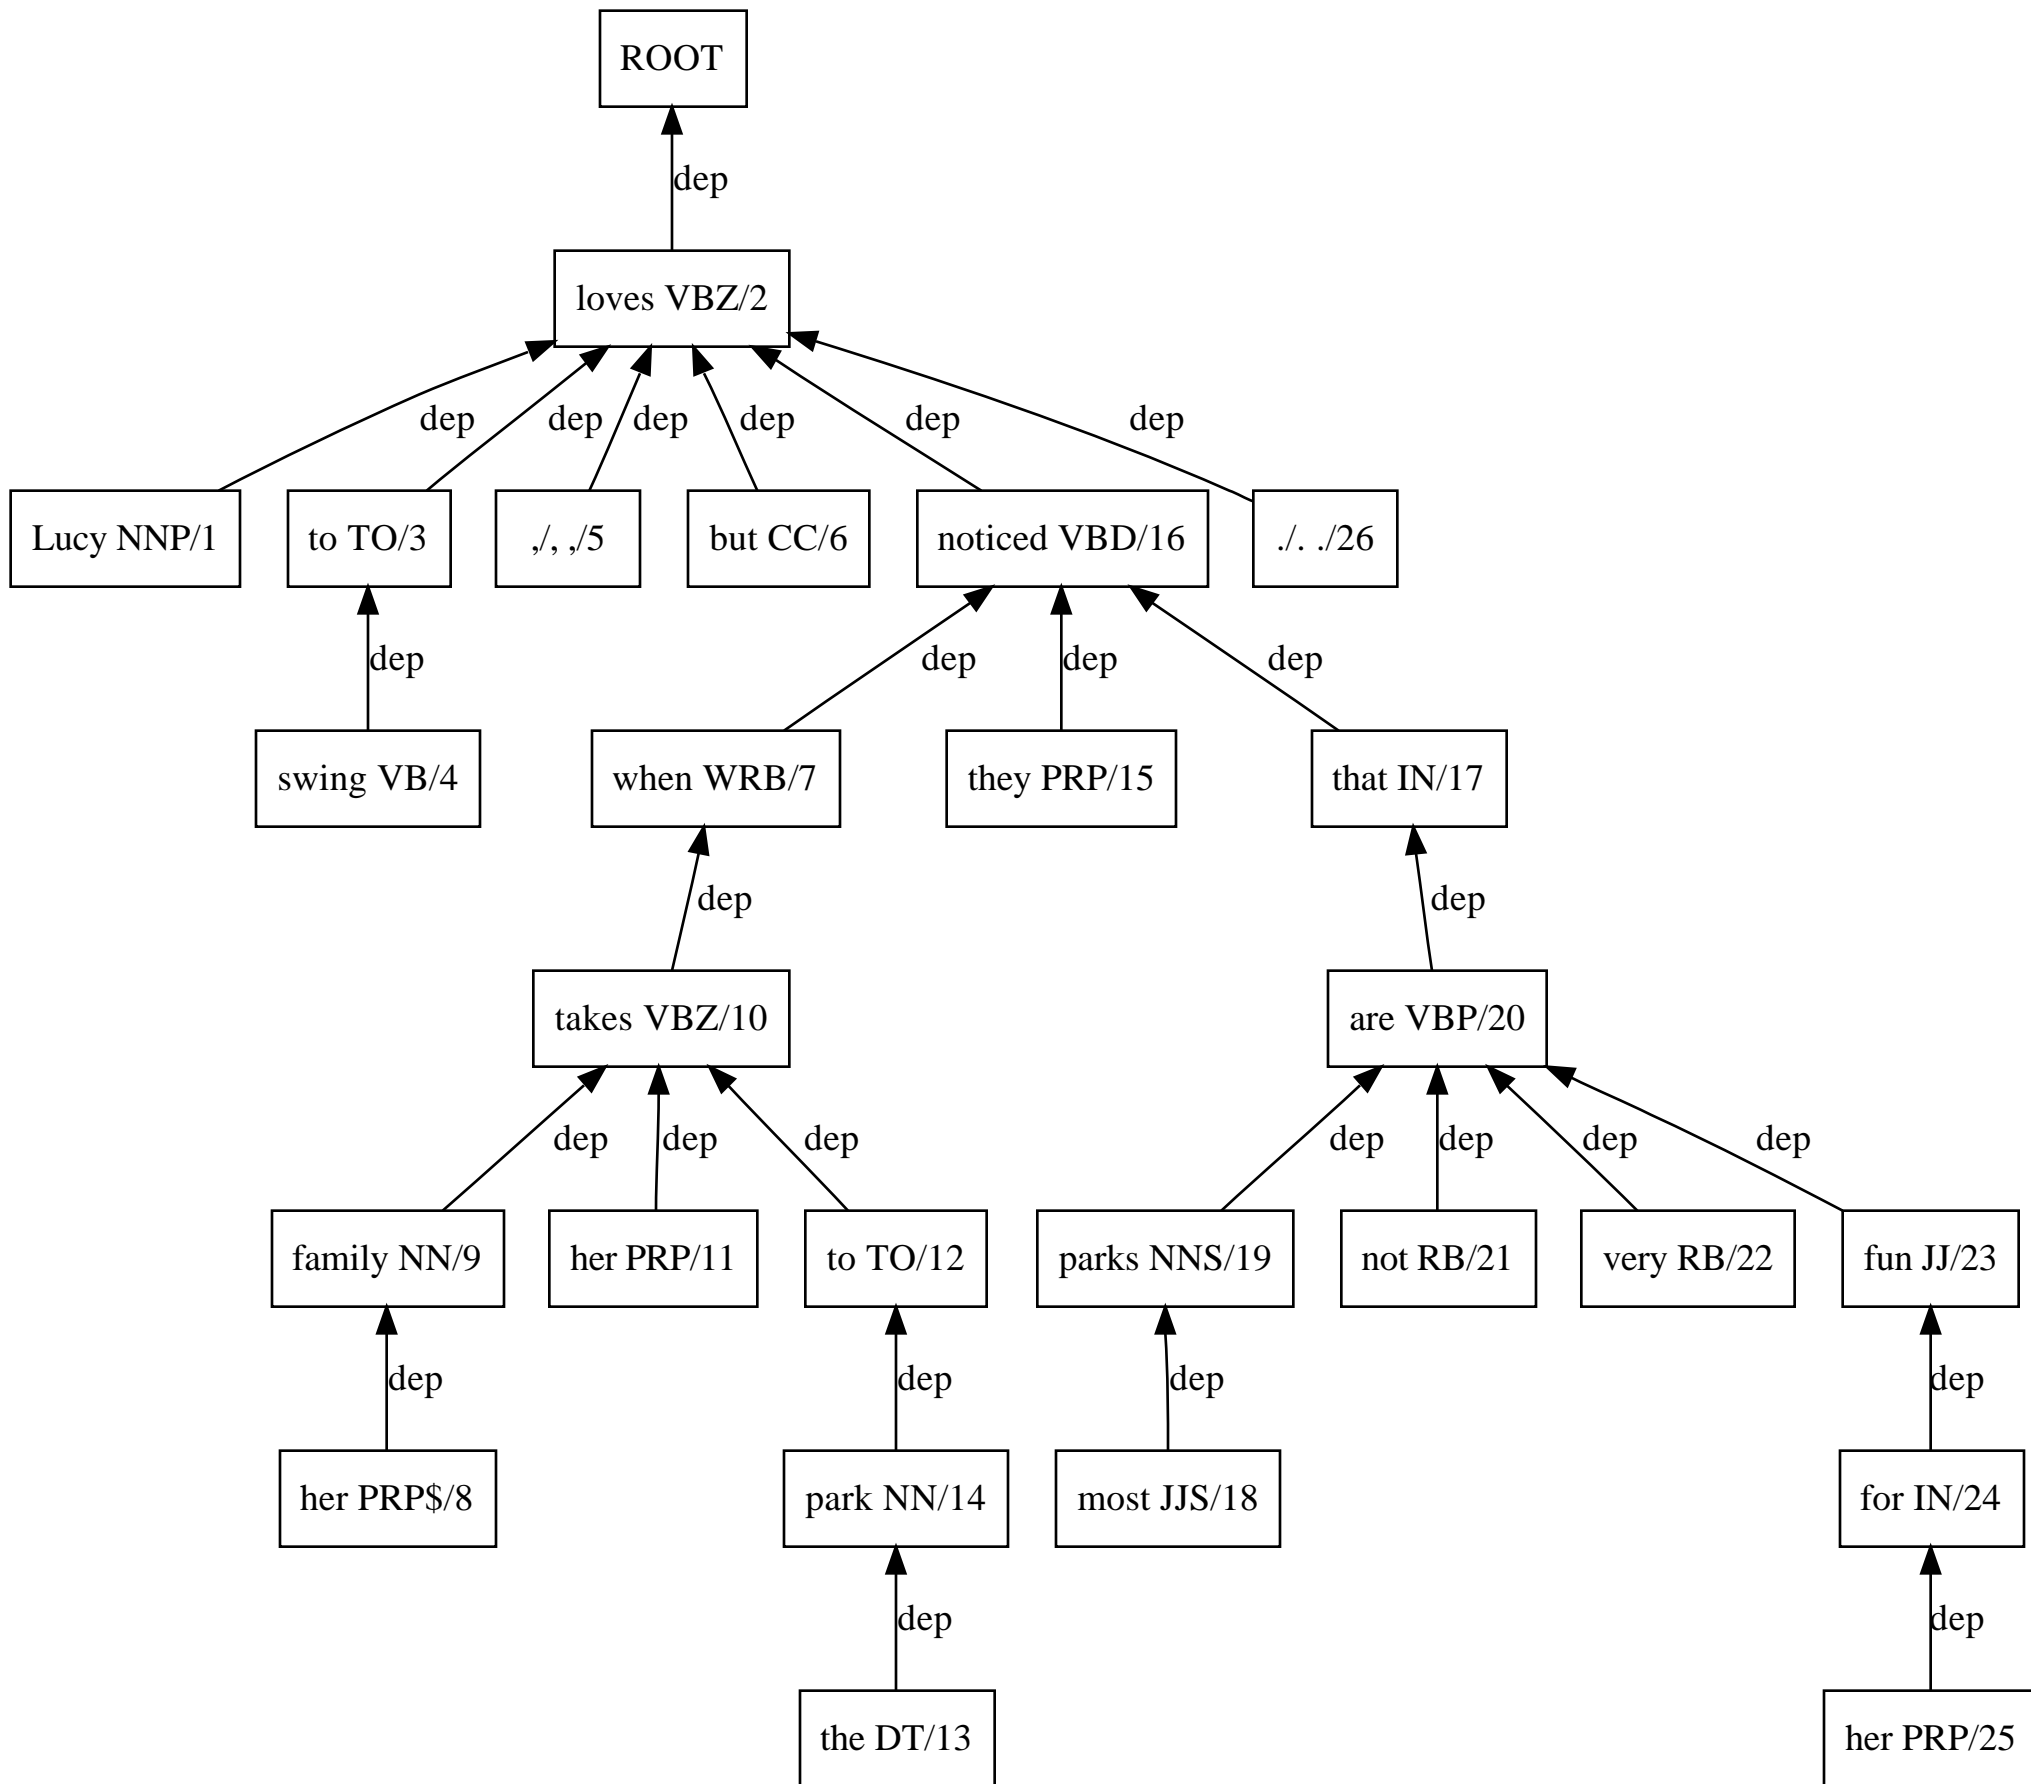 ROOT
dep
loves VBZ/2
dep dep dep dep dep dep
Lucy NNP/1 to TO/3 ,/, ,/5 but CC/6 noticed VBD/16 ./. ./26
dep dep dep dep
swing VB/4 when WRB/7 they PRP/15 that IN/17
dep dep
takes VBZ/10 are VBP/20
dep dep dep dep dep dep dep
family NN/9 her PRP/11 to TO/12 parks NNS/19 not RB/21 very RB/22 fun JJ/23
dep dep dep dep
her PRP$/8 park NN/14 most JJS/18 for IN/24
dep dep
the DT/13 her PRP/25